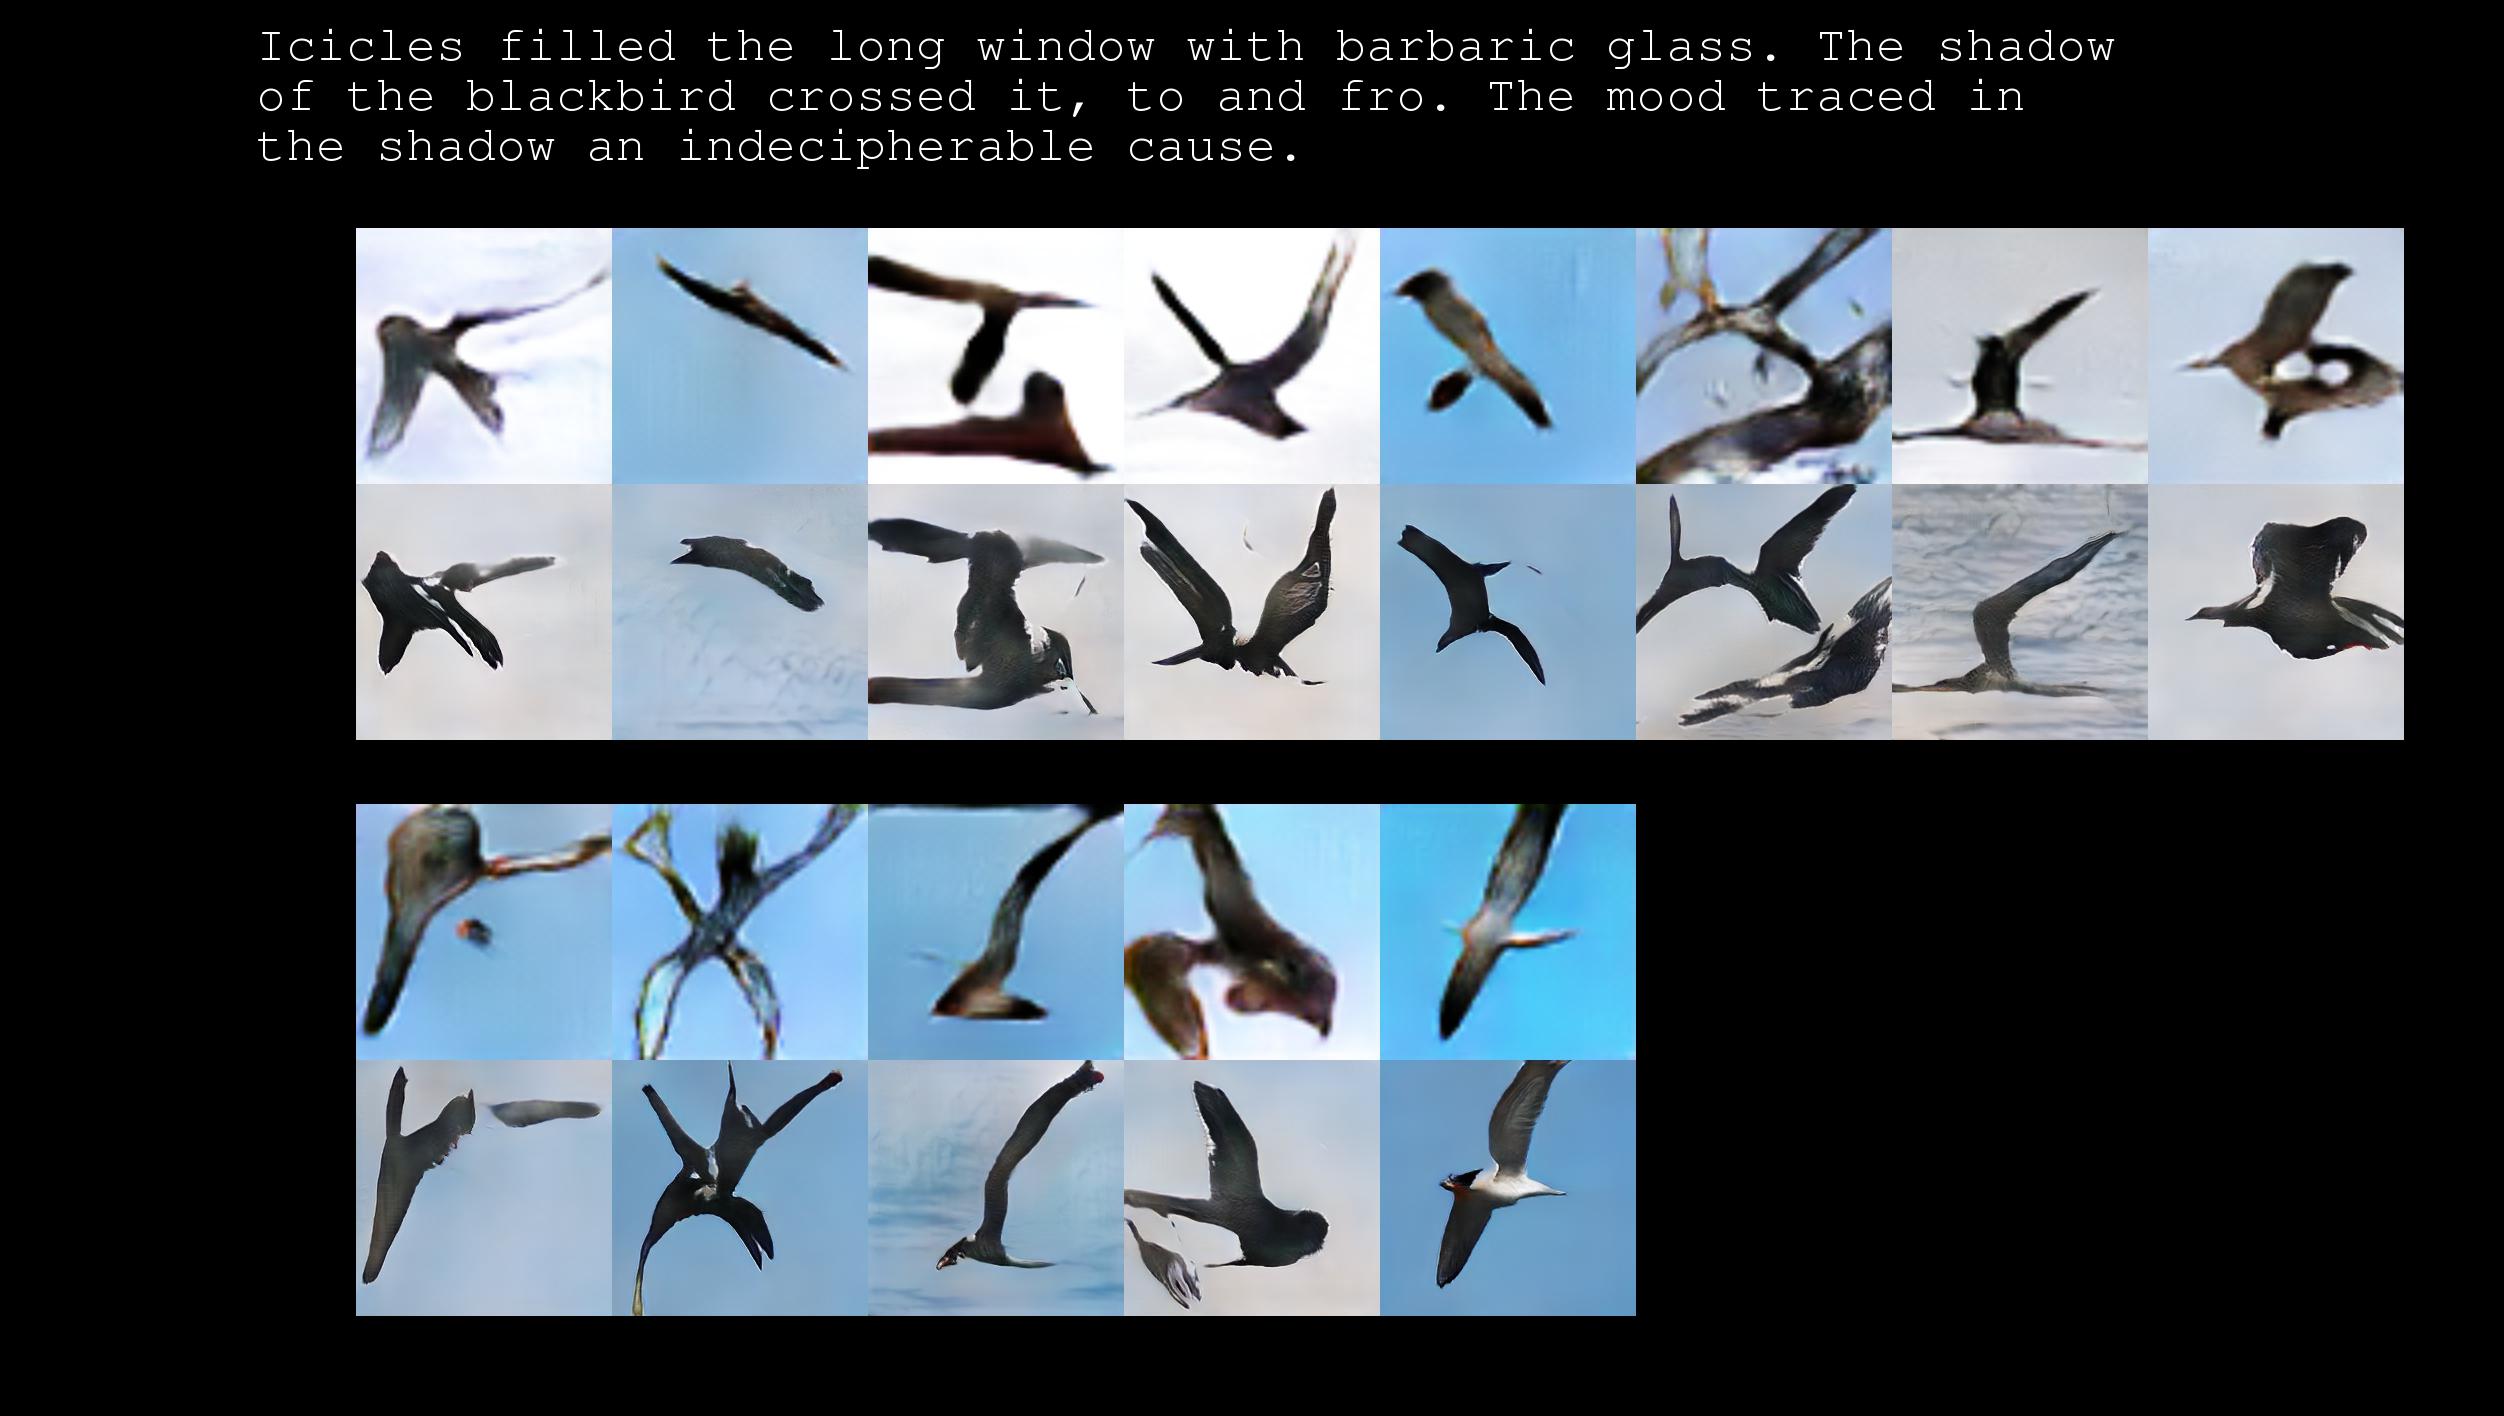 Icicles filled the long window with barbaric glass. The shadow
of the blackbird crossed it, to and fro. The mood traced in
the shadow an indecipherable cause.